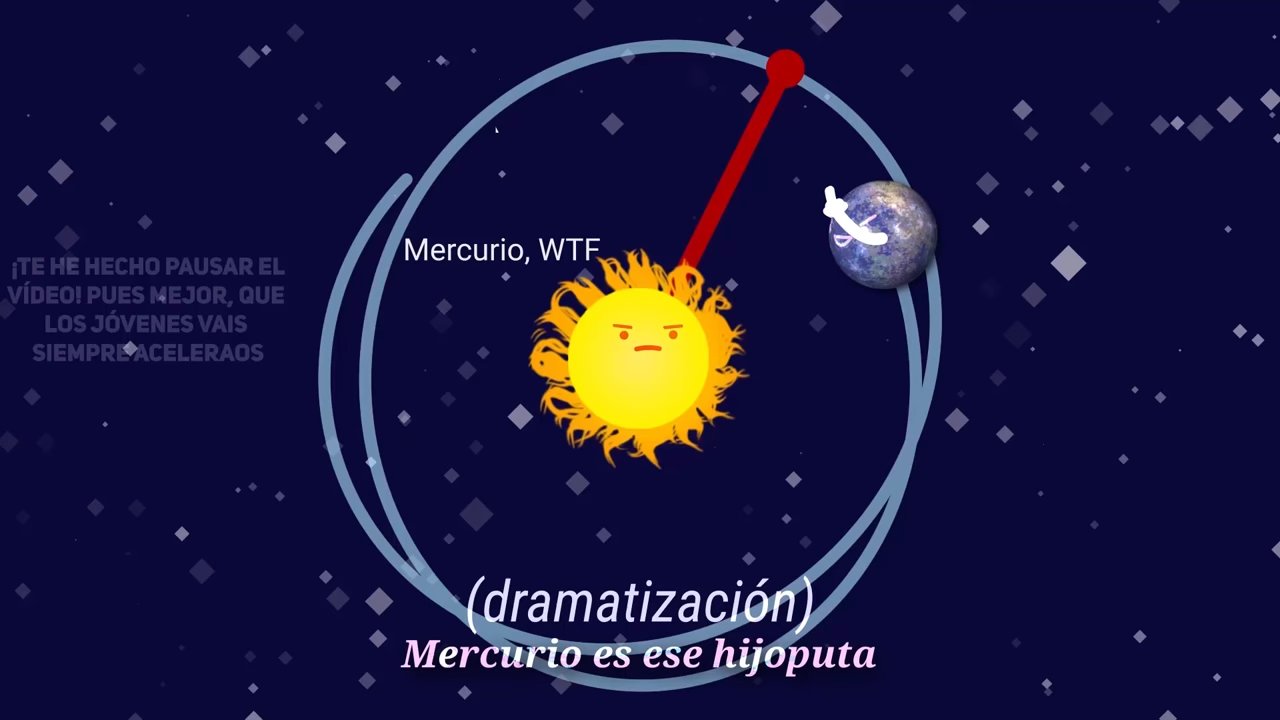 Mercurio, WTF
¡TE HE HECHO PAUSAR EL
VÍDEO! PUES MEJOR, QUE
LOS JÓVENES VAIS
SIEMPRE ACELERAOS
(dramatización)
Mercurio es ese hijoputa